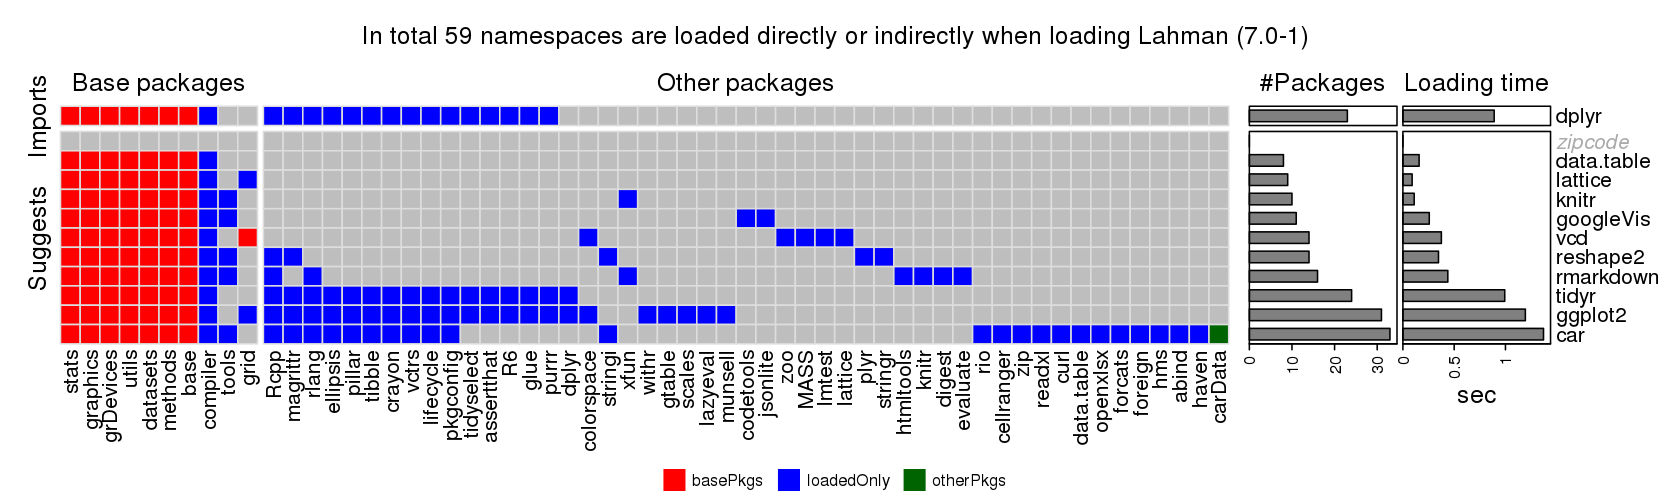 In total 59 namespaces are loaded directly or indirectly when loading Lahman (7.0-1)
Base packages
Other packages
#Packages
Loading time
Imports
Suggests
dplyr
zipcode
data.table
lattice
knitr
googleVis
vcd
reshape2
rmarkdown
tidyr
ggplot2
car
stats
graphics
grDevices
utils
datasets
methods
base
compiler
tools
grid
Rcpp
magrittr
rlang
ellipsis
pillar
tibble
crayon
vctrs
lifecycle
pkgconfig
tidyselect
assertthat
R6
glue
purrr
dplyr
colorspace
stringi
xfun
withr
gtable
scales
lazyeval
munsell
codetools
jsonlite
zoo
MASS
lmtest
lattice
plyr
stringr
htmltools
knitr
digest
evaluate
rio
cellranger
zip
readxl
curl
data.table
openxlsx
forcats
foreign
hms
abind
haven
carData
0
10
20
30
0
0.5
1
sec
basePkgs
loadedOnly
otherPkgs